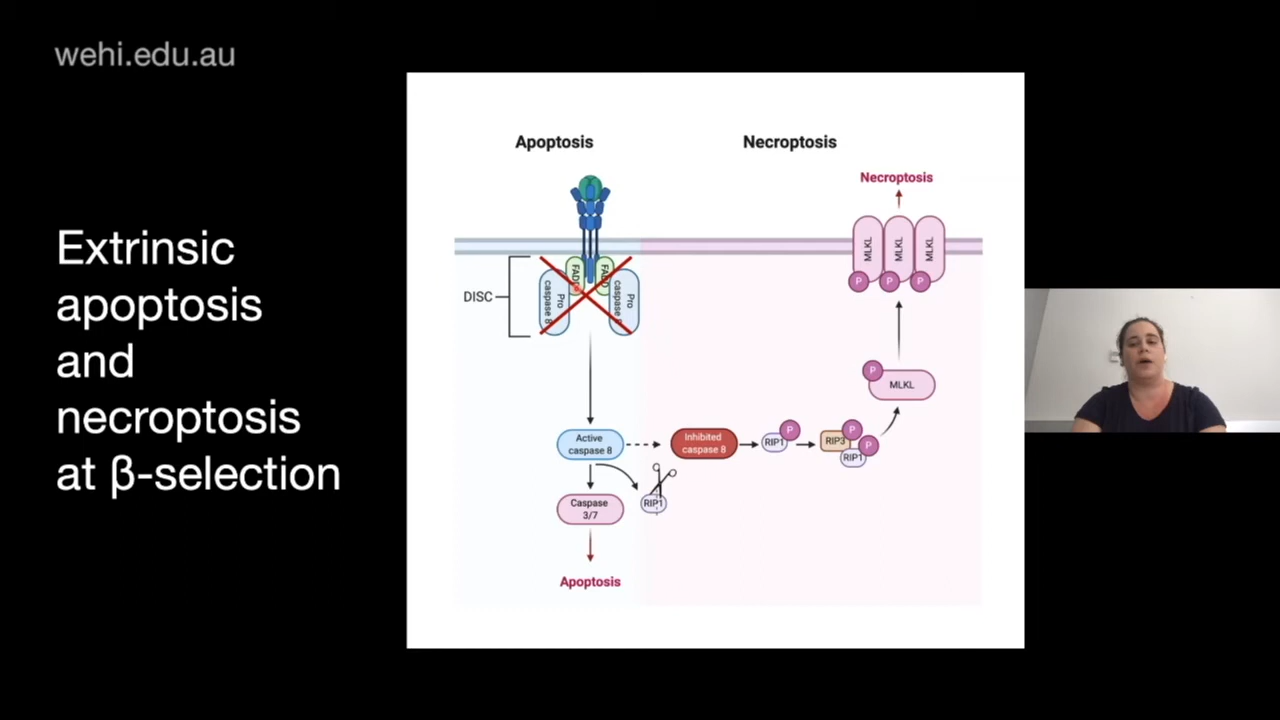 wehi.edu.au
Extrinsic
apoptosis
and
necroptosis
at β-selection
Apoptosis
Necroptosis
Necroptosis
MLKL
MLKL
MLKL
P
P
P
FADD
FADD
Pro
caspase 8
Pro
caspase 8
DISC
P
MLKL
Active
caspase 8
Inhibited
caspase 8
P
RIP1
P
RIP3
P
RIP1
Caspase
3/7
RIP1
Apoptosis